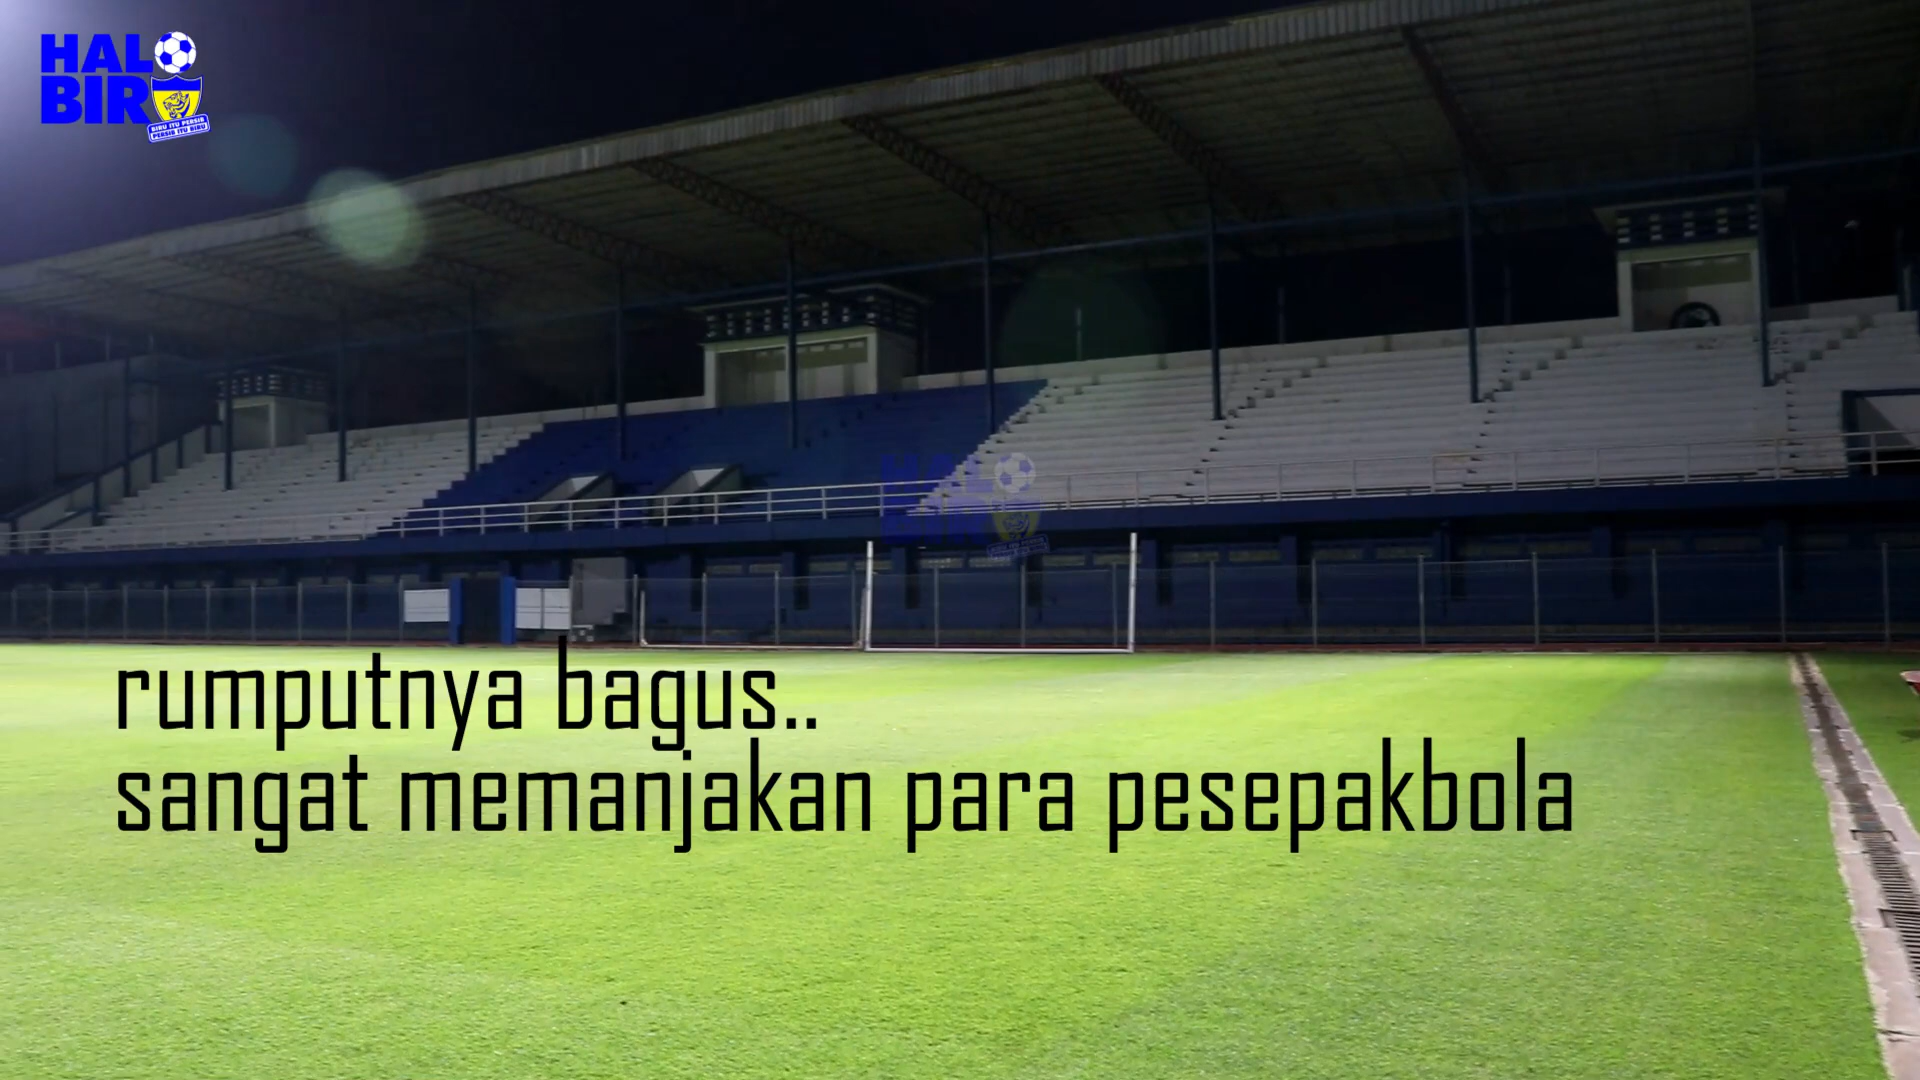 HALO
BIRU
BIRU ITU PERSIB
PERSIB ITU BIRU
rumputnya bagus..
sangat memanjakan para pesepakbola